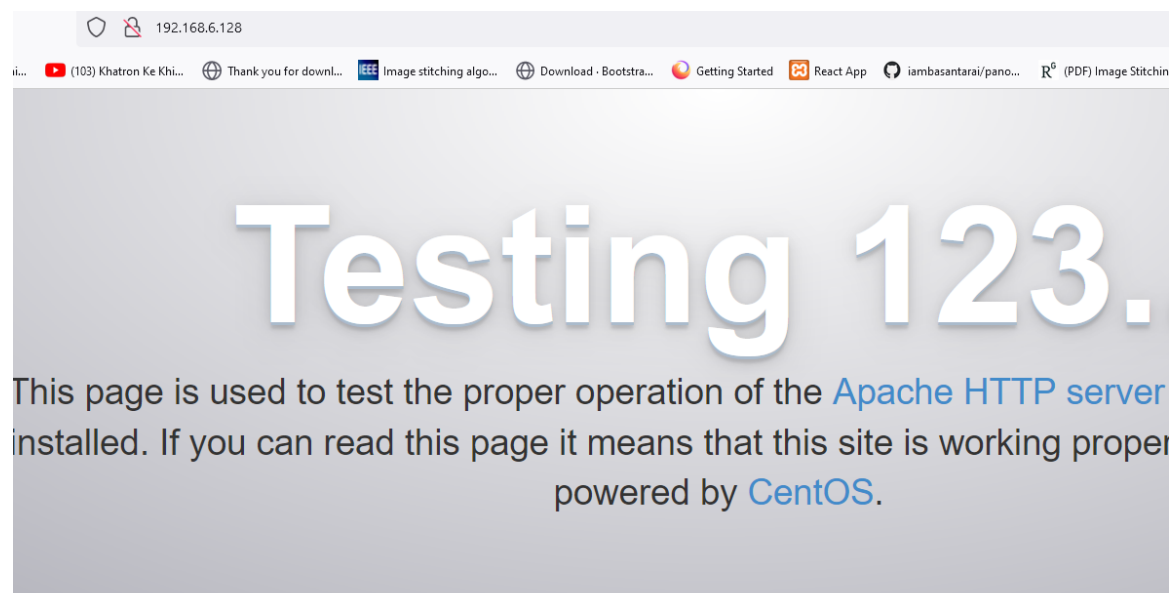 192.168.6.128
ni... (103) Khatron Ke Khi... Thank you for downl... IEEE Image stitching algo... Download · Bootstra... Getting Started React App iambasantarai/pano... R^G (PDF) Image Stitchin
Testing 123.
This page is used to test the proper operation of the Apache HTTP server
installed. If you can read this page it means that this site is working proper
powered by CentOS.